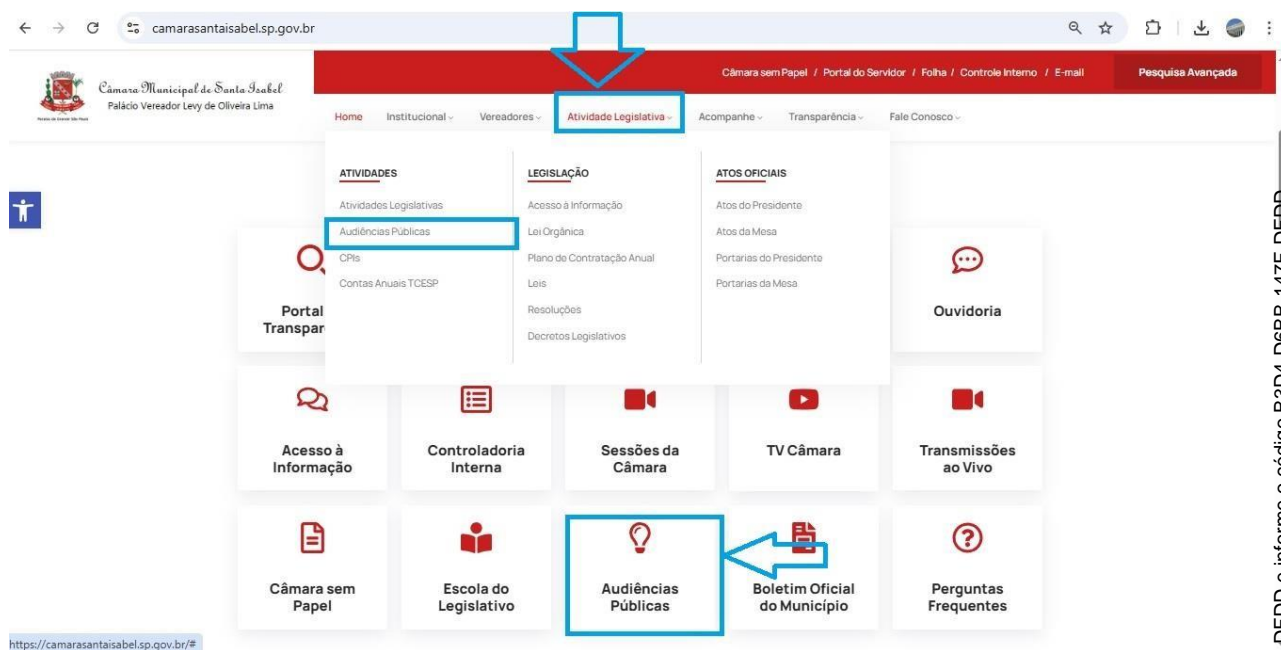 camarasantaisabel.sp.gov.br
Câmara Municipal de Santa Isabel
Palácio Vereador Levy de Oliveira Lima
Câmara sem Papel / Portal do Servidor / Folha / Controle Interno / E-mail
Pesquisa Avançada
Home Institucional Vereadores Atividade Legislativa Acompanhe Transparência Fale Conosco
ATIVIDADES
Atividades Legislativas
Audiências Públicas
CPIs
Contas Anuais TCESP
LEGISLAÇÃO
Acesso à Informação
Lei Orgânica
Plano de Contratação Anual
Leis
Resoluções
Decretos Legislativos
ATOS OFICIAIS
Atos do Presidente
Atos da Mesa
Portarias do Presidente
Portarias da Mesa
Portal
Transpar
Ouvidoria
Acesso à
Informação
Controladoria
Interna
Sessões da
Câmara
TV Câmara
Transmissões
ao Vivo
Câmara sem
Papel
Escola do
Legislativo
Audiências
Públicas
Boletim Oficial
do Município
Perguntas
Frequentes
https://camarasantaisabel.sp.gov.br/#